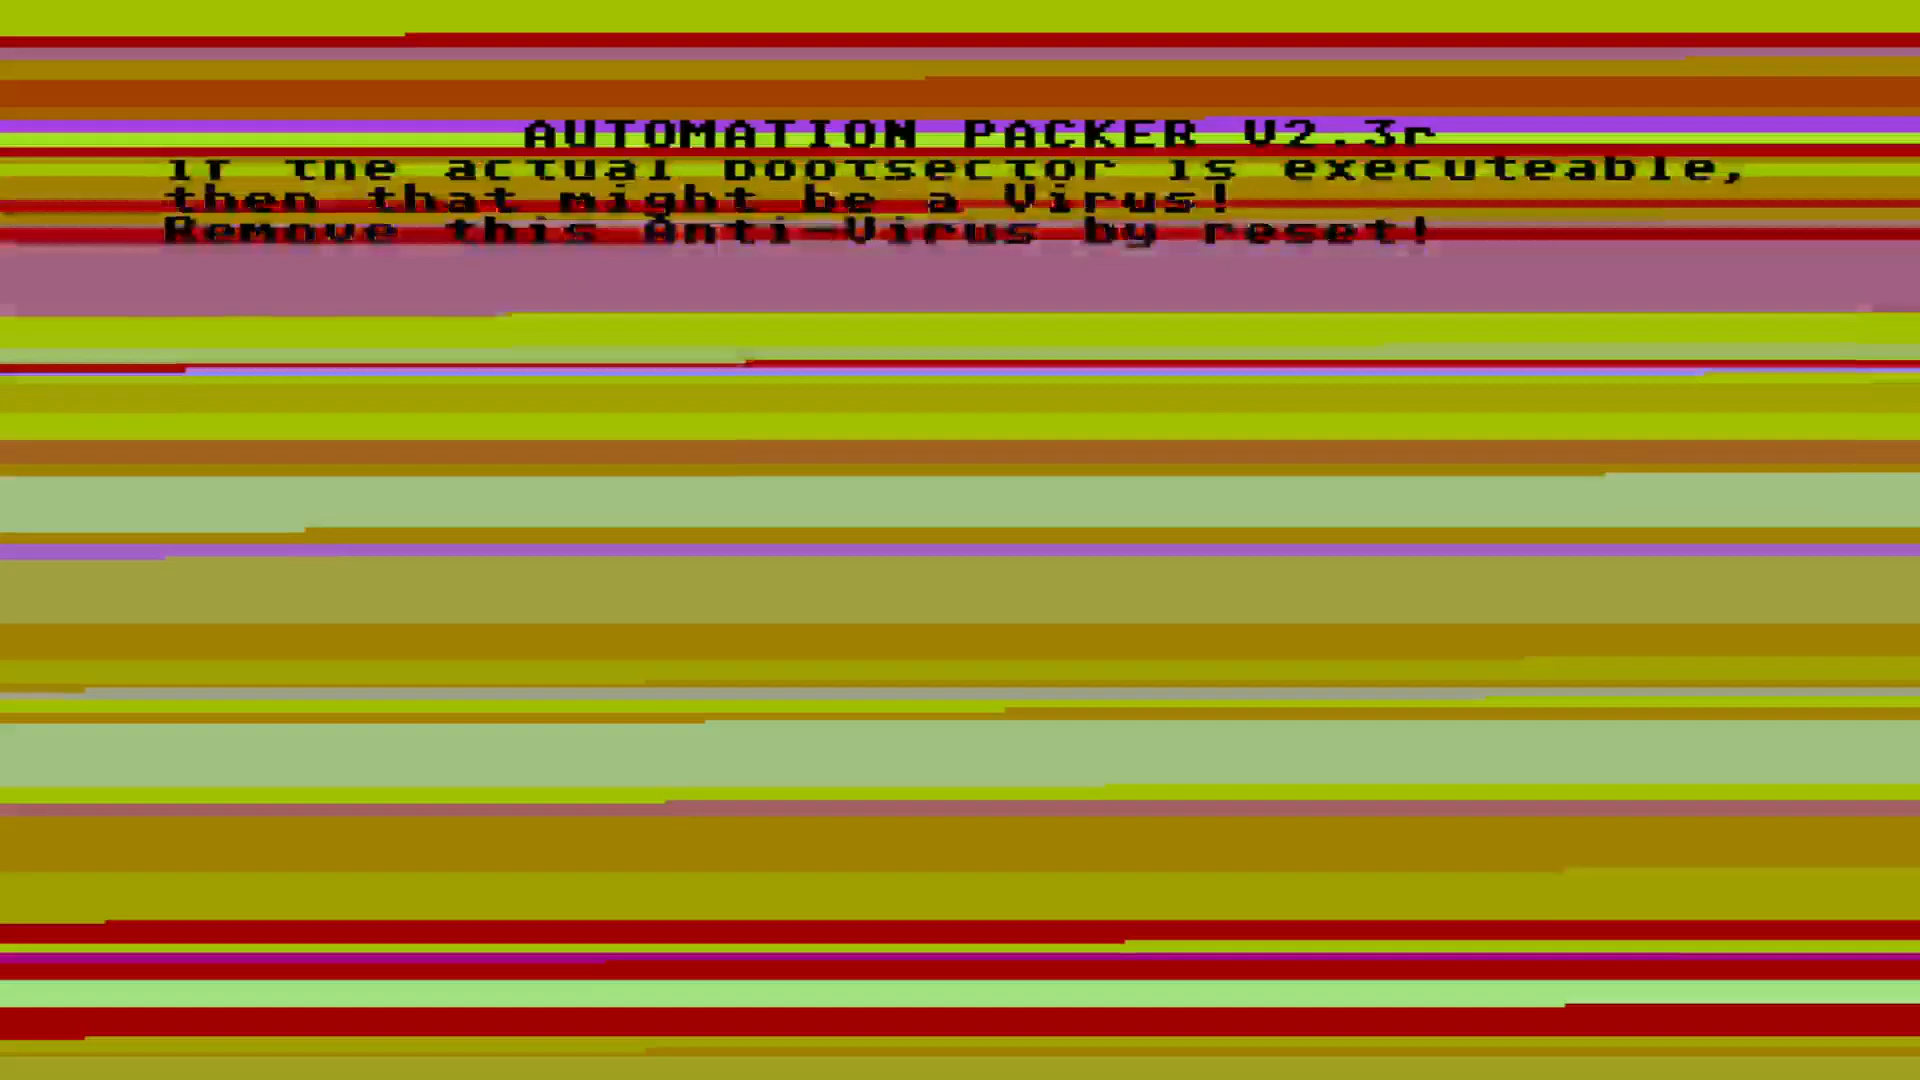 AUTOMATION PACKER V2.3r
If the actual bootsector is executeable,
then that might be a Virus!
Remove this Anti-Virus by reset!